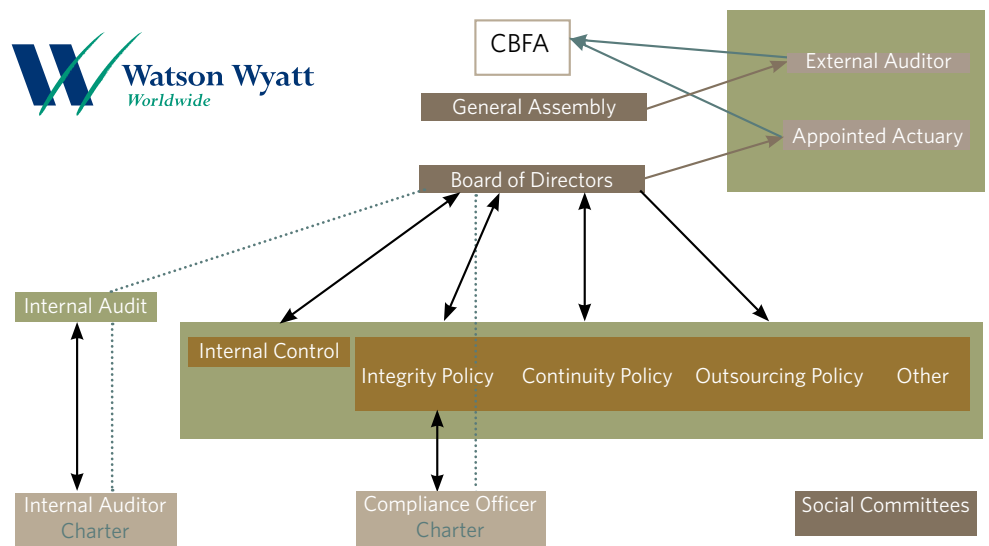 CBFA
External Auditor
Watson Wyatt
Worldwide
General Assembly
Appointed Actuary
Board of Directors
Internal Audit
Internal Control
Integrity Policy
Continuity Policy
Outsourcing Policy
Other
Internal Auditor
Charter
Compliance Officer
Charter
Social Committees